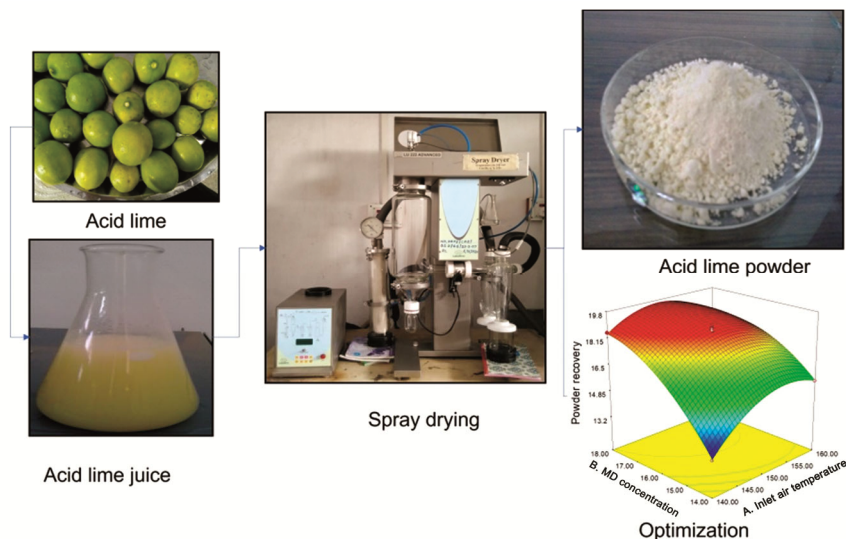 Acid lime
Acid lime juice
Spray Dryer
Spray drying
Acid lime powder
19.8
18.15
16.5
14.85
13.2
Powder recovery
18.00
17.00
16.00
15.00
14.00
B. MD concentration
160.00
155.00
150.00
145.00
140.00
A. Inlet air temperature
Optimization